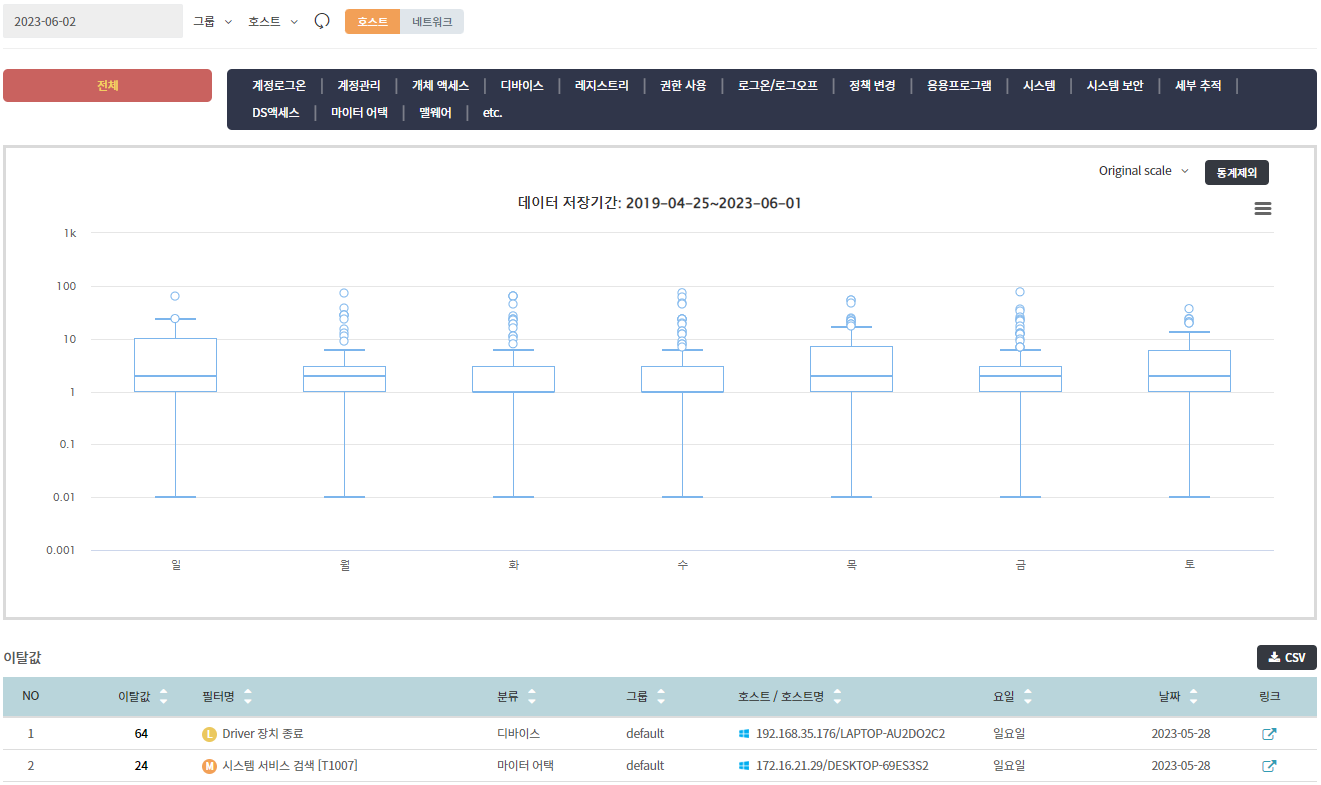 2023-06-02 그룹 호스트 호스트 네트워크
전체 계정로그온 계정관리 개체 액세스 디바이스 레지스트리 권한 사용 로그온/로그오프 정책 변경 응용프로그램 시스템 시스템 보안 세부 추적
DS액세스 마이터 어택 맬웨어 etc.
Original scale 통계제외
데이터 저장기간: 2019-04-25~2023-06-01
1k
100
10
1
0.1
0.01
0.001
일 월 화 수 목 금 토
이탈값 CSV
NO 이탈값 필터명 분류 그룹 호스트 / 호스트명 요일 날짜 링크
1 64 L Driver 장치 종료 디바이스 default 192.168.35.176/LAPTOP-AU2DO2C2 일요일 2023-05-28
2 24 M 시스템 서비스 검색 [T1007] 마이터 어택 default 172.16.21.29/DESKTOP-69ES3S2 일요일 2023-05-28